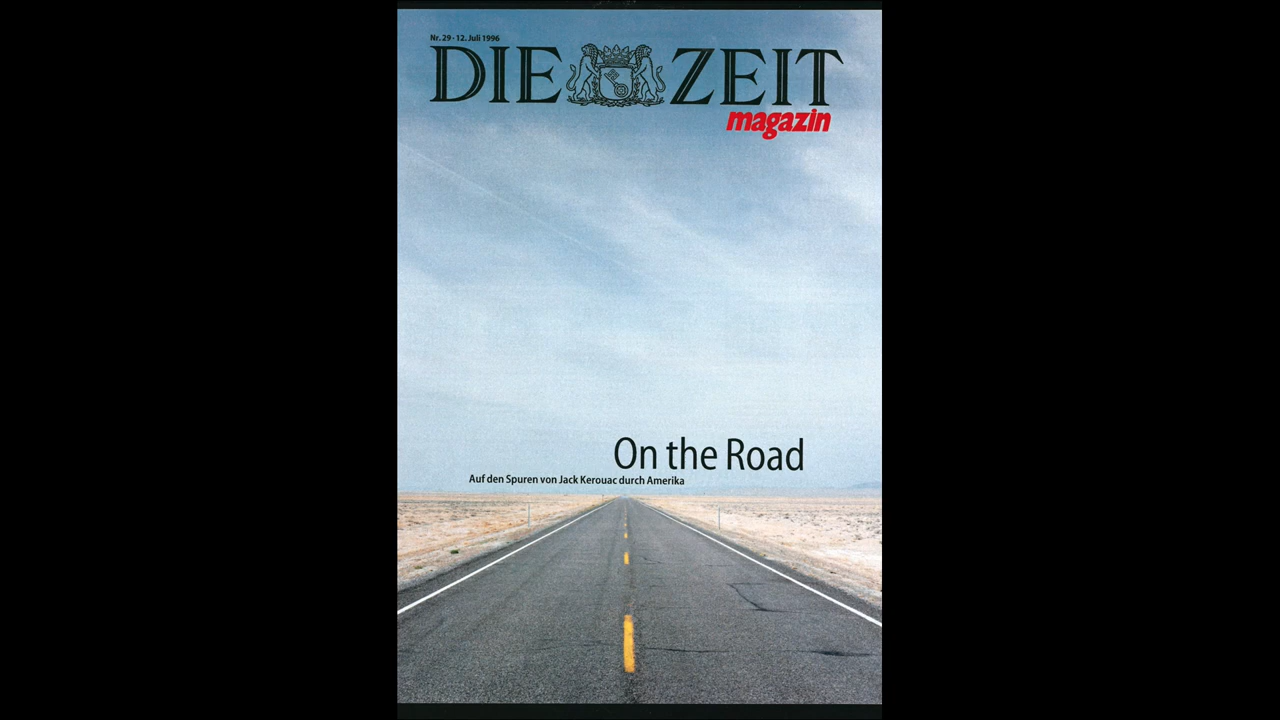 Nr. 29 · 12. Juli 1996
DIE ZEIT
magazin
On the Road
Auf den Spuren von Jack Kerouac durch Amerika